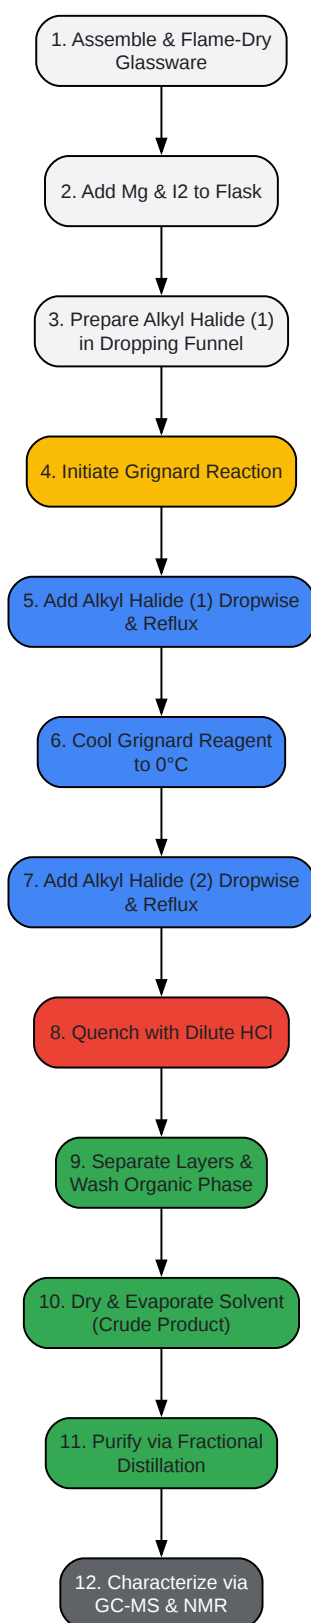 1. Assemble & Flame-Dry
Glassware
2. Add Mg & I2 to Flask
3. Prepare Alkyl Halide (1)
in Dropping Funnel
4. Initiate Grignard Reaction
5. Add Alkyl Halide (1) Dropwise
& Reflux
6. Cool Grignard Reagent
to 0°C
7. Add Alkyl Halide (2) Dropwise
& Reflux
8. Quench with Dilute HCl
9. Separate Layers &
Wash Organic Phase
10. Dry & Evaporate Solvent
(Crude Product)
11. Purify via Fractional
Distillation
12. Characterize via
GC-MS & NMR